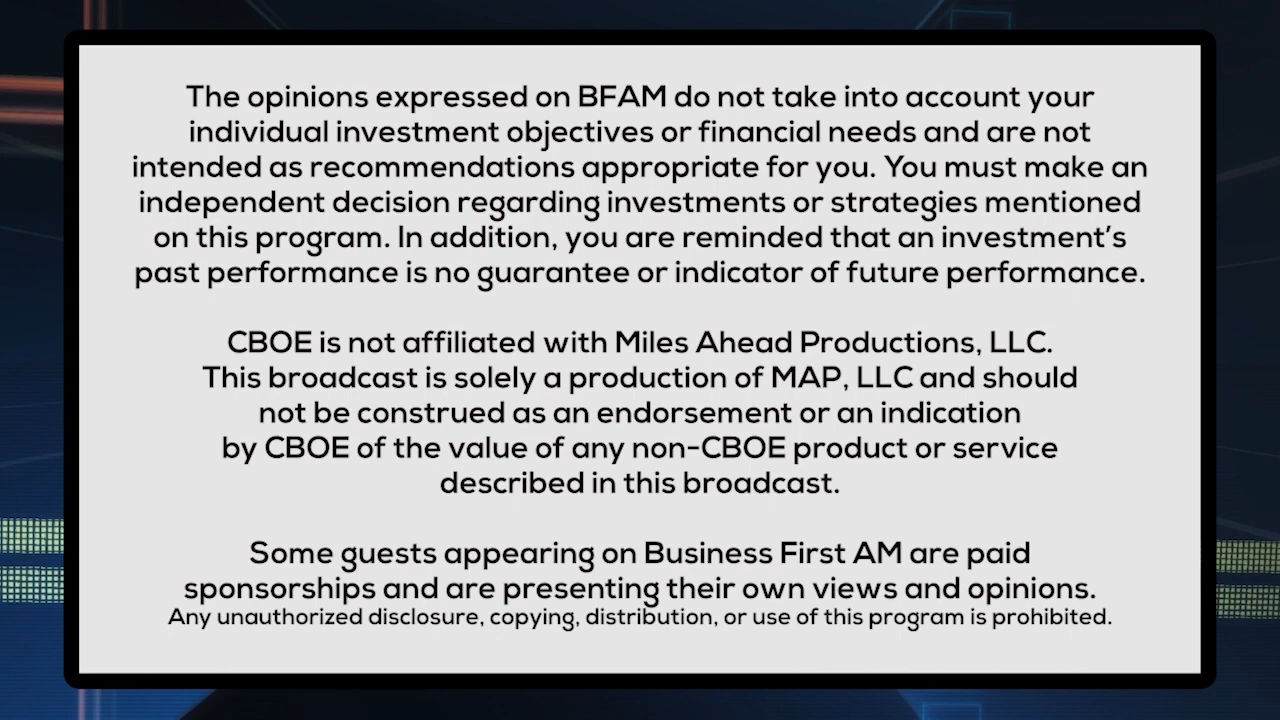 The opinions expressed on BFAM do not take into account your
individual investment objectives or financial needs and are not
intended as recommendations appropriate for you. You must make an
independent decision regarding investments or strategies mentioned
on this program. In addition, you are reminded that an investment’s
past performance is no guarantee or indicator of future performance.
CBOE is not affiliated with Miles Ahead Productions, LLC.
This broadcast is solely a production of MAP, LLC and should
not be construed as an endorsement or an indication
by CBOE of the value of any non-CBOE product or service
described in this broadcast.
Some guests appearing on Business First AM are paid
sponsorships and are presenting their own views and opinions.
Any unauthorized disclosure, copying, distribution, or use of this program is prohibited.